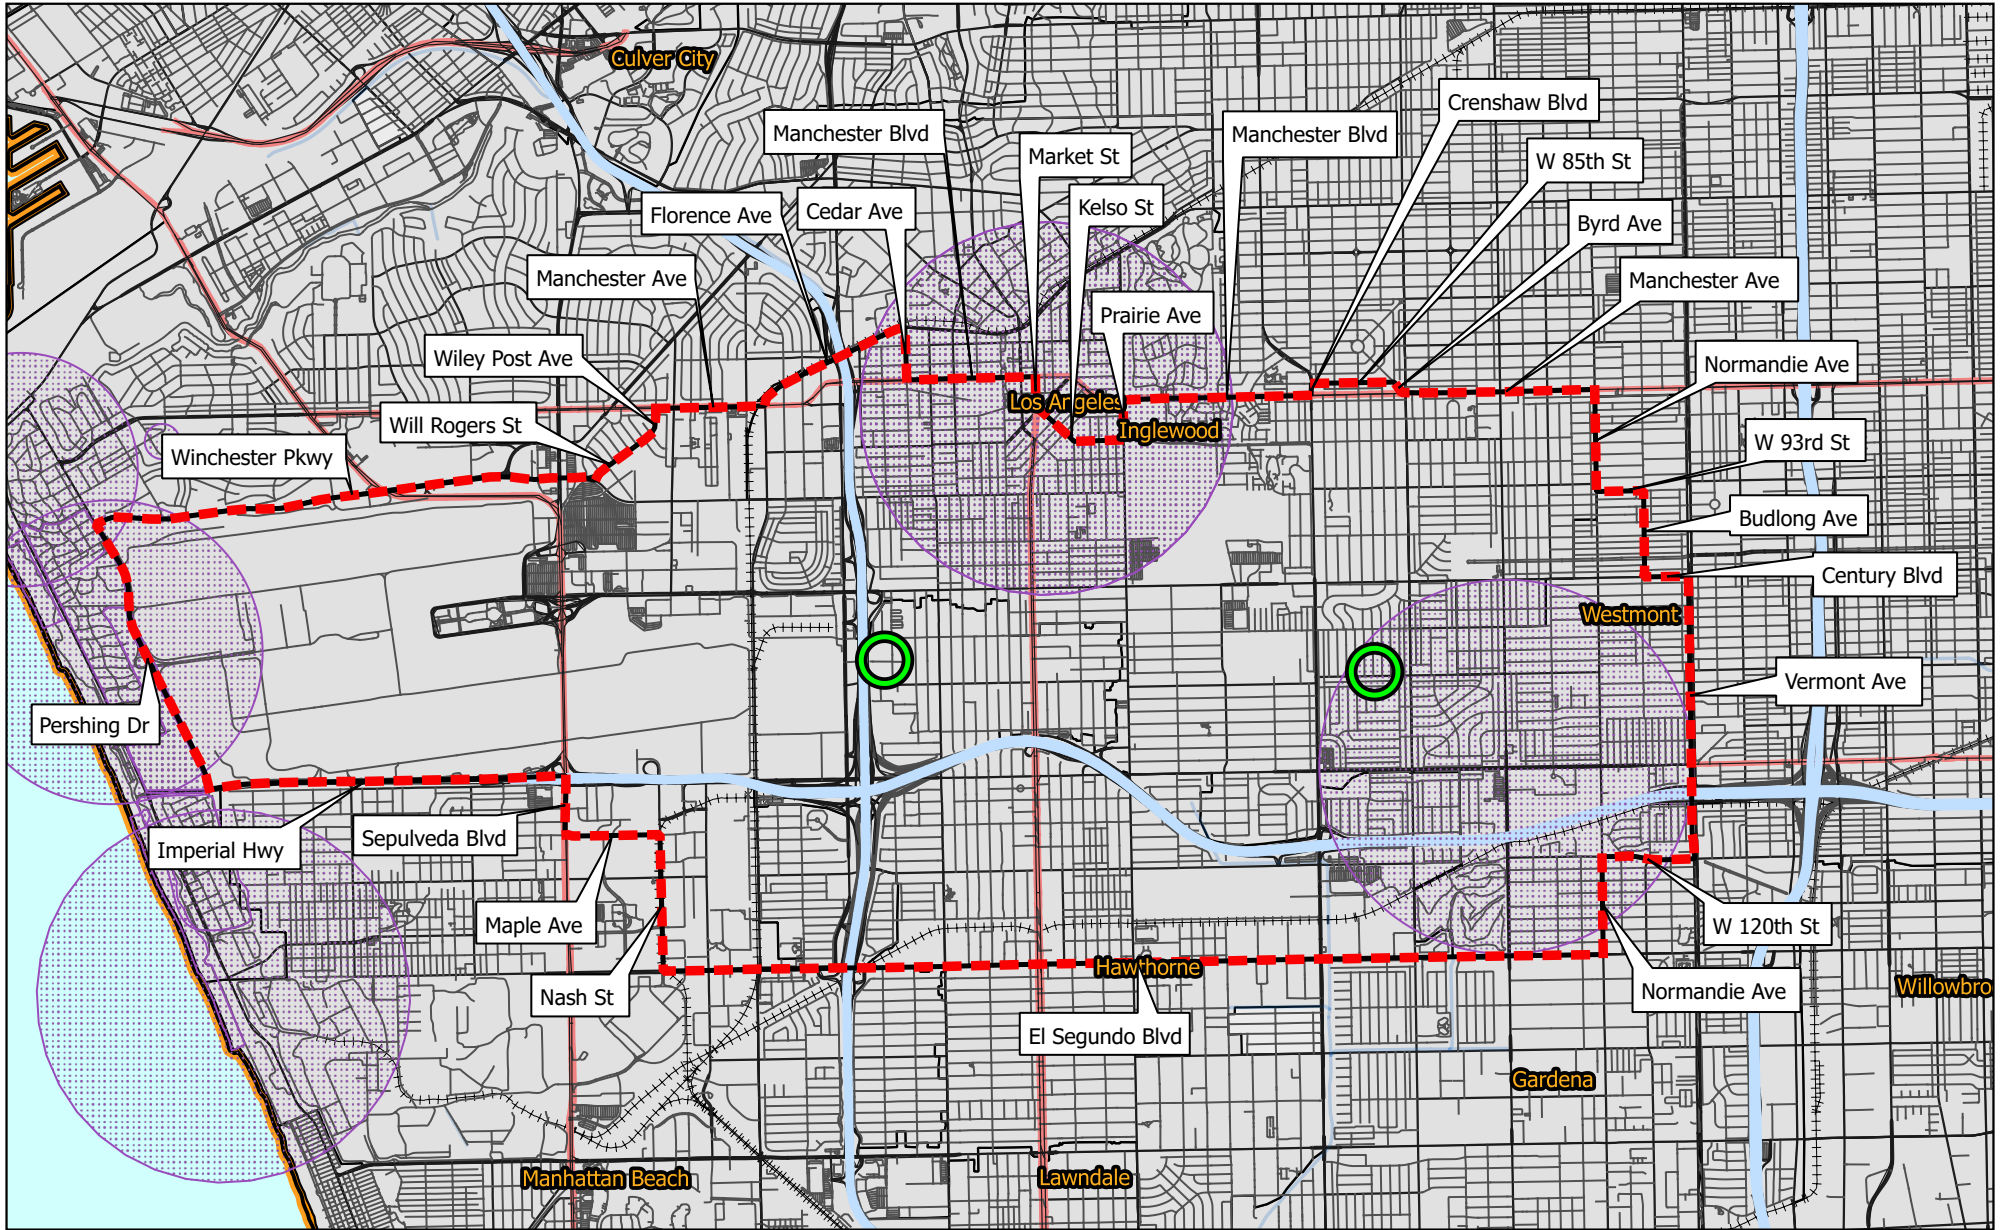 Culver City
Crenshaw Blvd
Manchester Blvd
Manchester Blvd
Market St
W 85th St
Florence Ave
Cedar Ave
Kelso St
Byrd Ave
Manchester Ave
Manchester Ave
Prairie Ave
Wiley Post Ave
Normandie Ave
Los Angeles
Will Rogers St
Inglewood
W 93rd St
Winchester Pkwy
Budlong Ave
Century Blvd
Westmont
Vermont Ave
Pershing Dr
Sepulveda Blvd
Imperial Hwy
Maple Ave
W 120th St
Hawthorne
Nash St
Normandie Ave
Willowbro
El Segundo Blvd
Gardena
Manhattan Beach
Lawndale